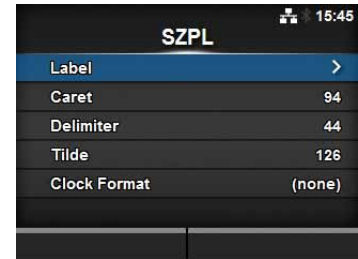 15:45
SZPL
Label >
Caret 94
Delimiter 44
Tilde 126
Clock Format (none)